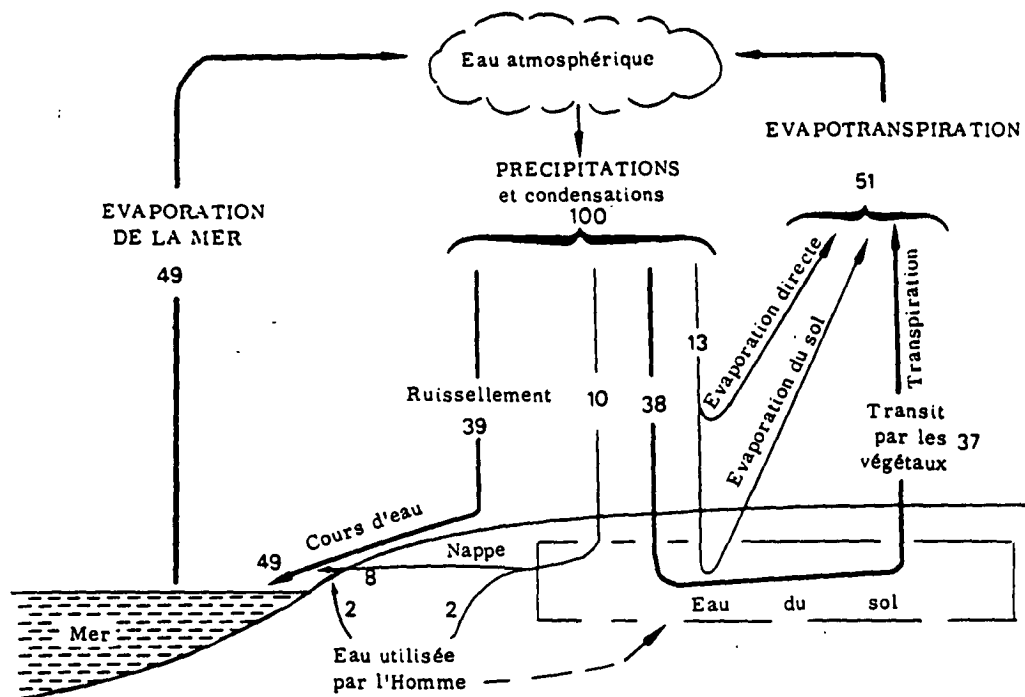 Eau atmosphérique
EVAPOTRANSPIRATION
51
PRECIPITATIONS
et condensations
100
EVAPORATION
DE LA MER
49
Evaporation directe
Evaporation du sol
Transpiration
13
Ruissellement
39
10
38
Transit
par les
végétaux
37
Cours d'eau
49
Nappe
8
2
2
Eau du sol
Mer
Eau utilisée
par l'Homme